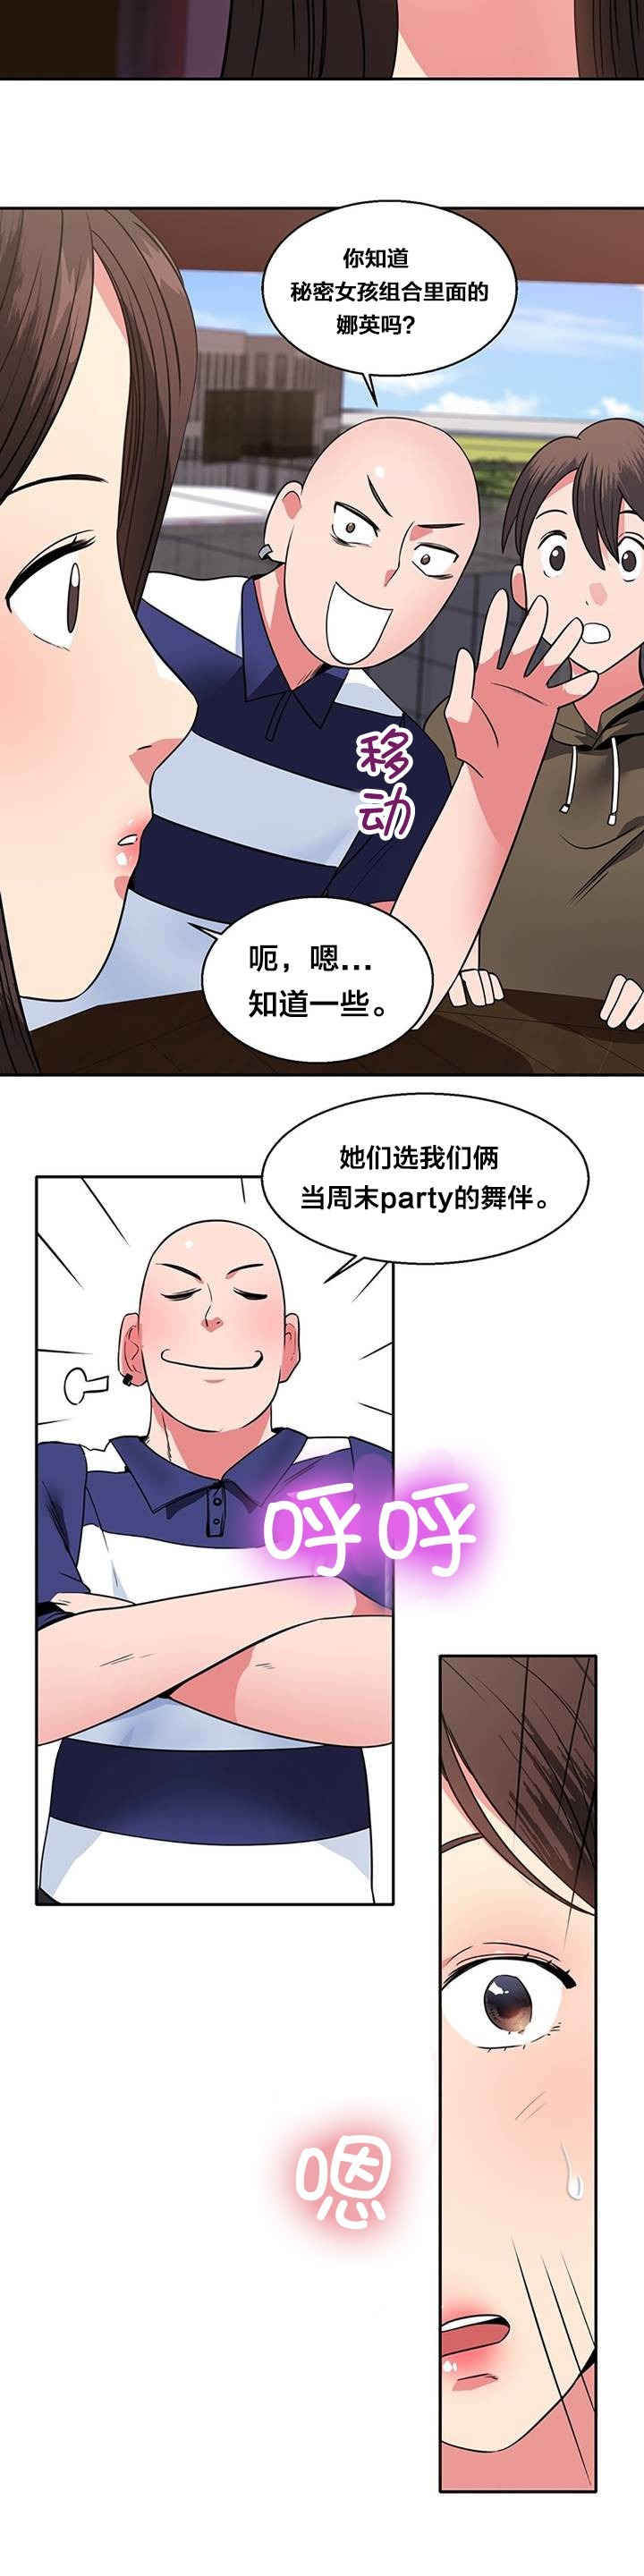 你知道
秘密女孩组合里面的
娜英吗?
移
动
呃，嗯...
知道一些。
她们选我们俩
当周末party的舞伴。
呼呼
嗯